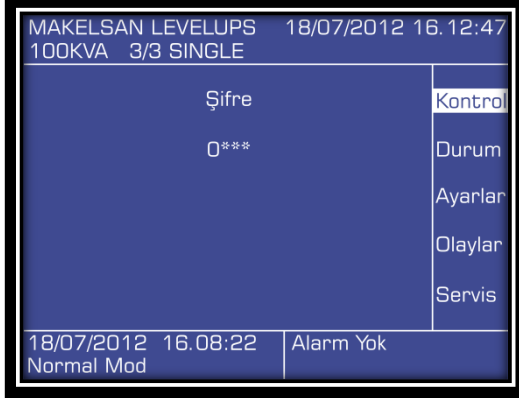 MAKELSAN LEVELUPS 18/07/2012 16.12:47
100KVA 3/3 SINGLE
Şifre
0***
Kontrol
Durum
Ayarlar
Olaylar
Servis
18/07/2012 16.08:22 Alarm Yok
Normal Mod